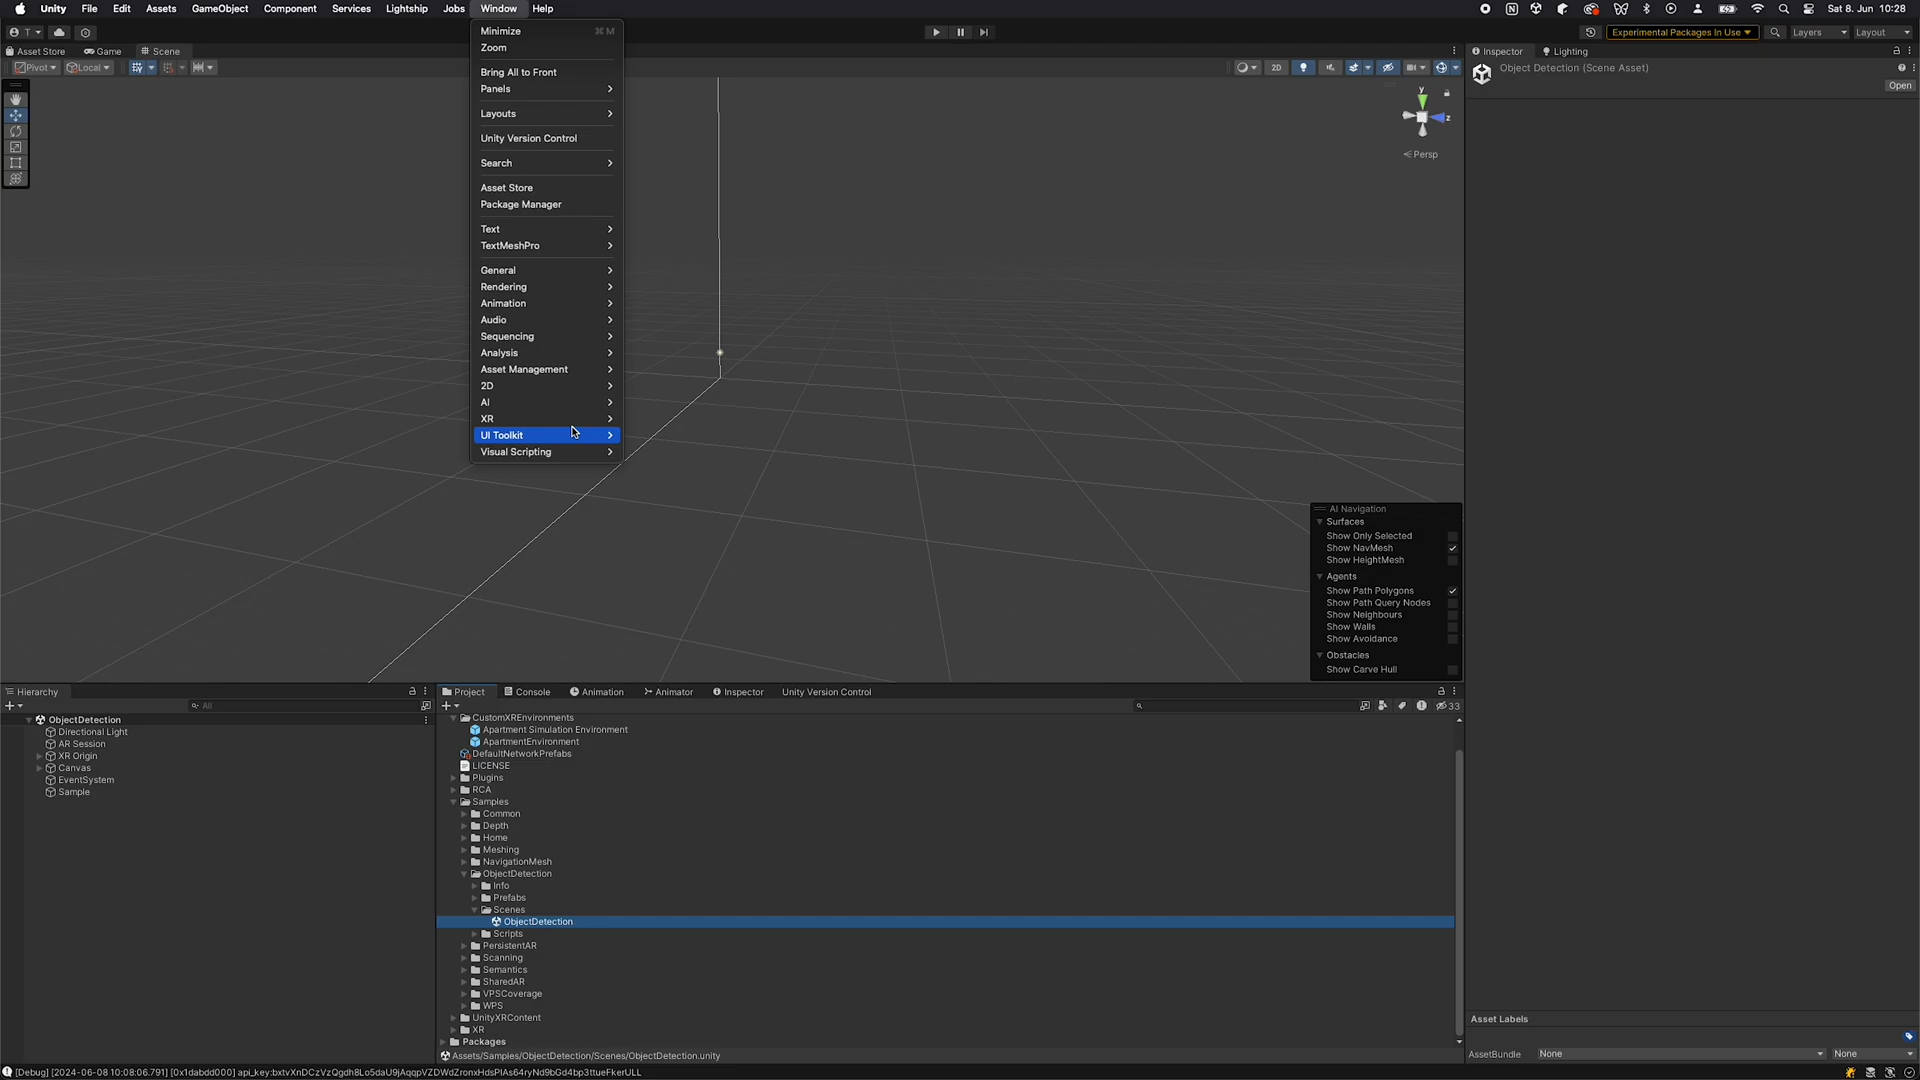 Unity File Edit Assets GameObject Component Services Lightship Jobs Window Help
Sat 8. Jun 10:28
T
Experimental Packages In Use
Layers
Layout
Asset Store
Game
Scene
Pivot
Local
2D
y
z
Persp
Minimize ⌘ M
Zoom
Bring All to Front
Panels
Layouts
Unity Version Control
Search
Asset Store
Package Manager
Text
TextMeshPro
General
Rendering
Animation
Audio
Sequencing
Analysis
Asset Management
2D
AI
XR
UI Toolkit
Visual Scripting
AI Navigation
Surfaces
Show Only Selected
Show NavMesh
Show HeightMesh
Agents
Show Path Polygons
Show Path Query Nodes
Show Neighbours
Show Walls
Show Avoidance
Obstacles
Show Carve Hull
Inspector
Lighting
Object Detection (Scene Asset)
Open
Hierarchy
All
ObjectDetection
Directional Light
AR Session
XR Origin
Canvas
EventSystem
Sample
Project
Console
Animation
Animator
Inspector
Unity Version Control
33
CustomXREnvironments
Apartment Simulation Environment
ApartmentEnvironment
DefaultNetworkPrefabs
LICENSE
Plugins
RCA
Samples
Common
Depth
Home
Meshing
NavigationMesh
ObjectDetection
Info
Prefabs
Scenes
ObjectDetection
Scripts
PersistentAR
Scanning
Semantics
SharedAR
VPSCoverage
WPS
UnityXRContent
XR
Packages
Assets/Samples/ObjectDetection/Scenes/ObjectDetection.unity
Asset Labels
AssetBundle None None